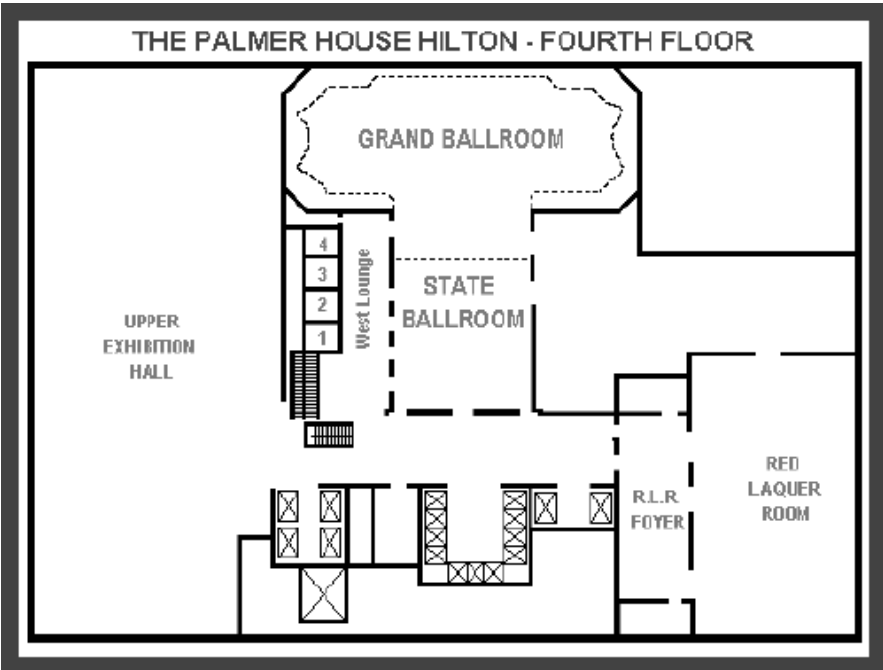 THE PALMER HOUSE HILTON - FOURTH FLOOR
GRAND BALLROOM
4
3
2
1
West Lounge
STATE
BALLROOM
UPPER
EXHIBITION
HALL
R.L.R.
FOYER
RED
LAQUER
ROOM